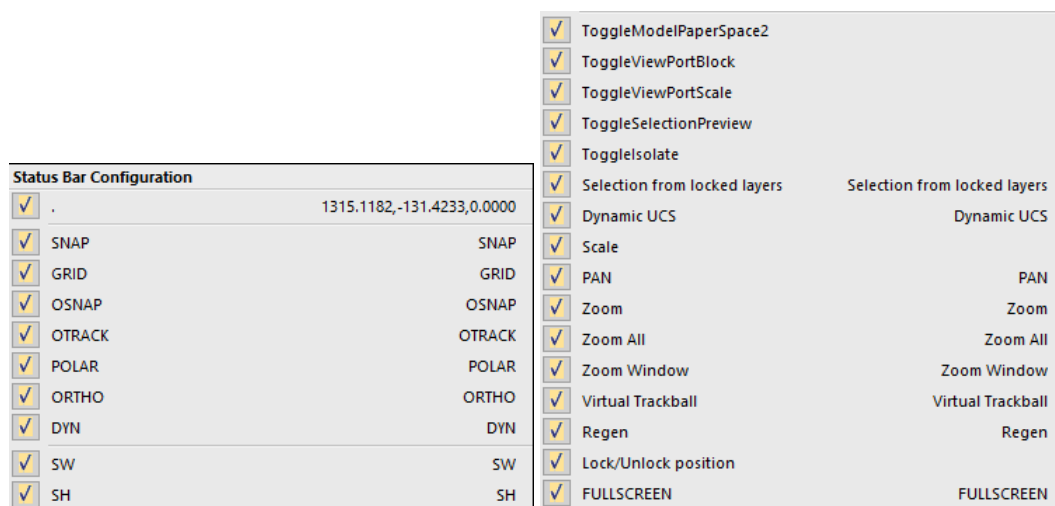 Status Bar Configuration
. 1315.1182,-131.4233,0.0000
SNAP SNAP
GRID GRID
OSNAP OSNAP
OTRACK OTRACK
POLAR POLAR
ORTHO ORTHO
DYN DYN
SW SW
SH SH
ToggleModelPaperSpace2
ToggleViewPortBlock
ToggleViewPortScale
ToggleSelectionPreview
ToggleIsolate
Selection from locked layers Selection from locked layers
Dynamic UCS Dynamic UCS
Scale
PAN PAN
Zoom Zoom
Zoom All Zoom All
Zoom Window Zoom Window
Virtual Trackball Virtual Trackball
Regen Regen
Lock/Unlock position
FULLSCREEN FULLSCREEN